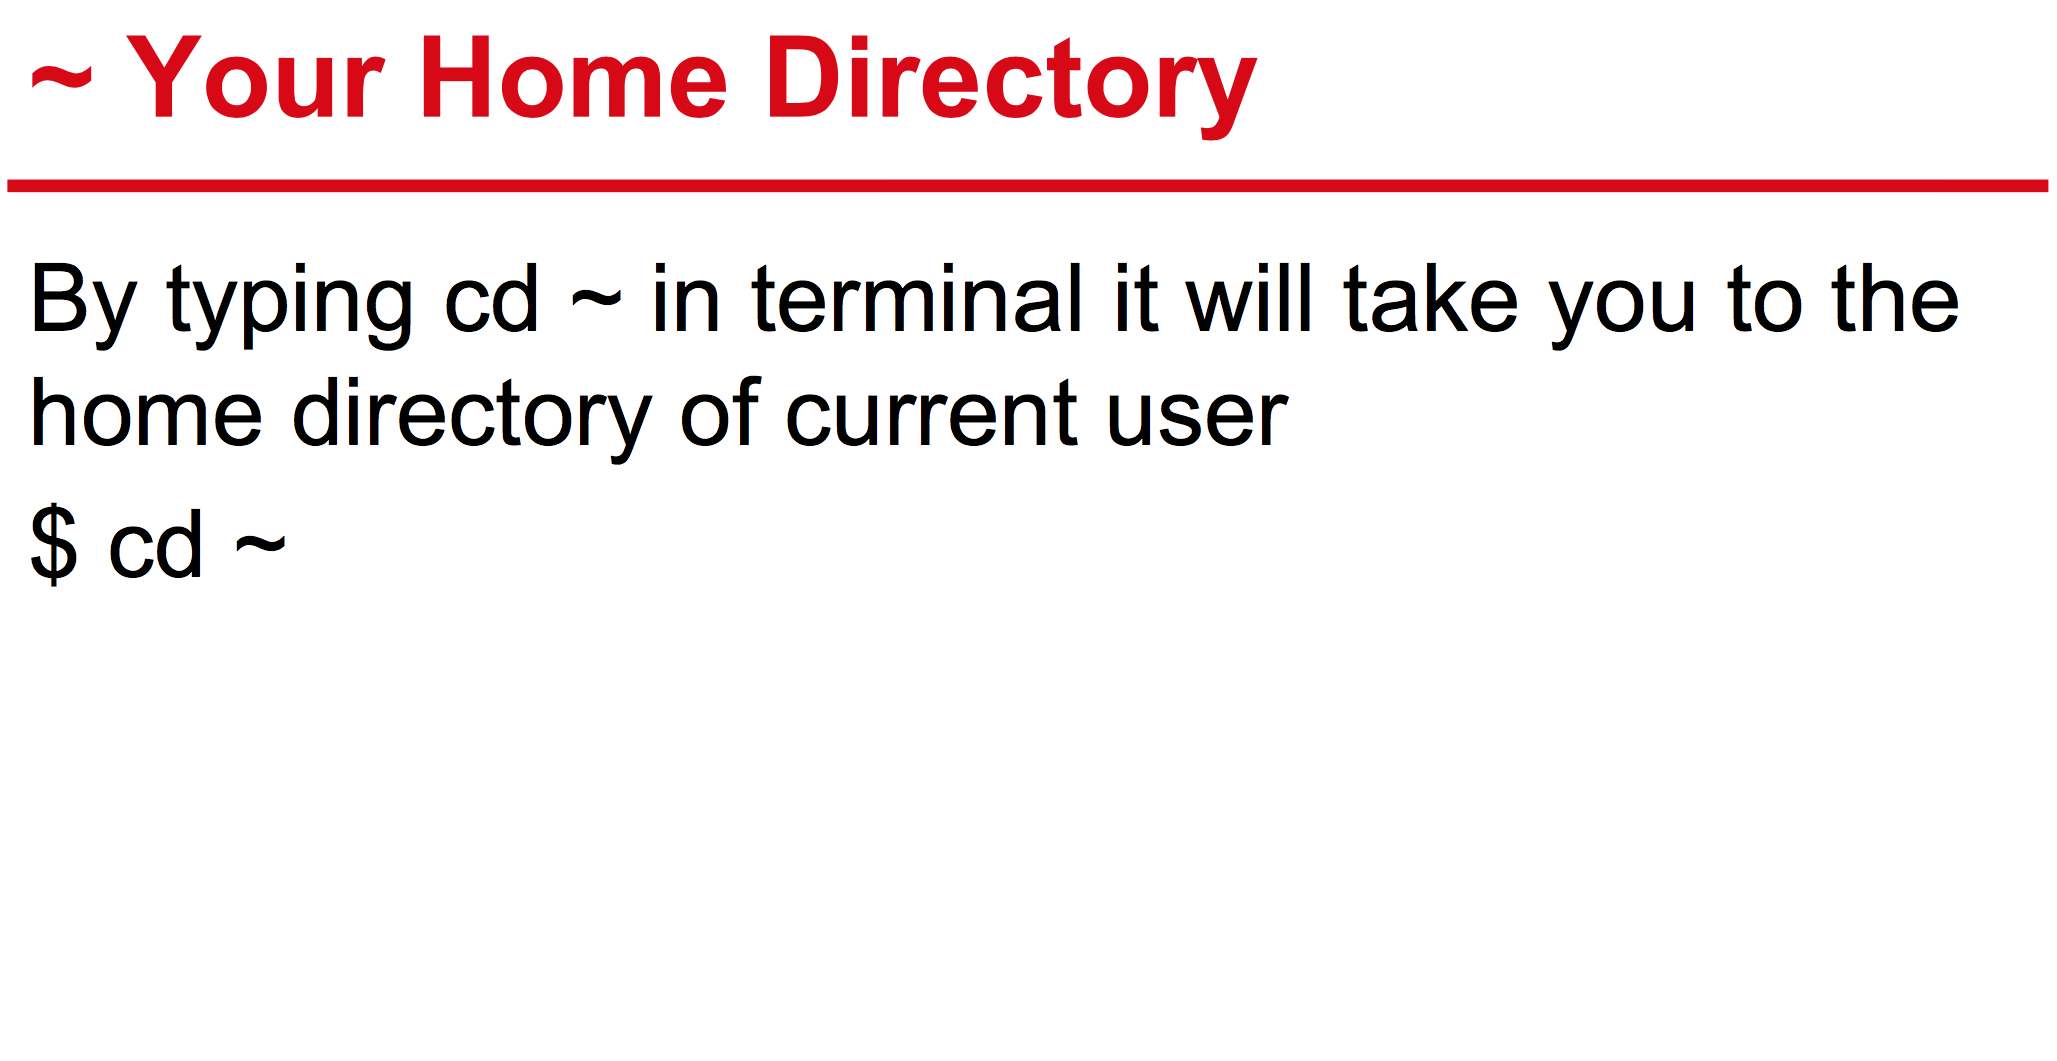 ~ Your Home Directory
By typing cd ~ in terminal it will take you to the
home directory of current user
$ cd ~